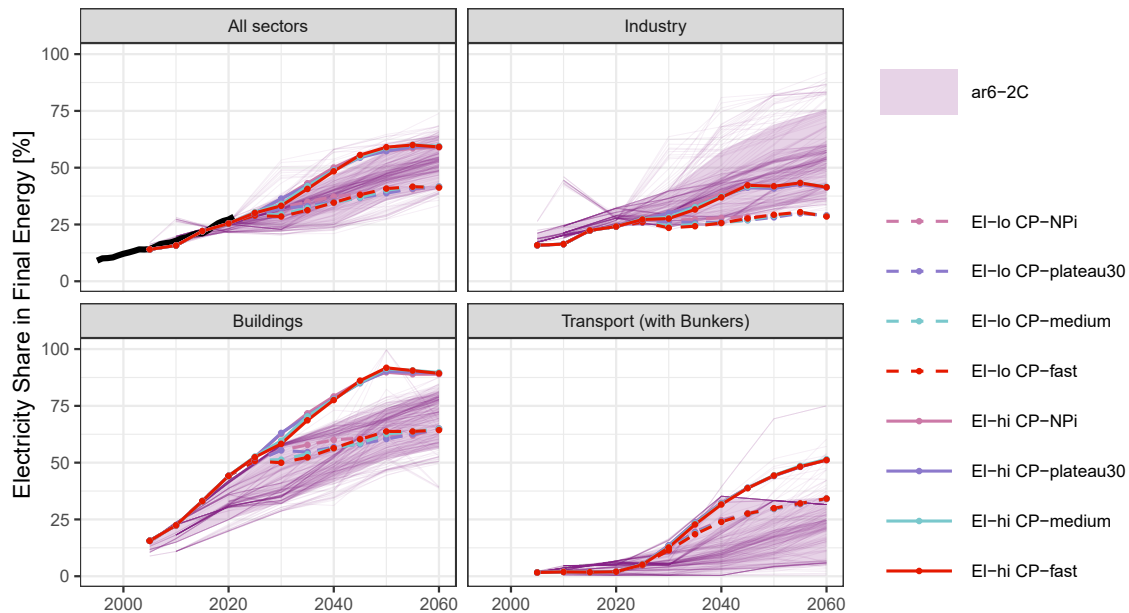 All sectors
Industry
100
75
50
25
0
Buildings
Transport (with Bunkers)
100
75
50
25
0
2000
2020
2040
2060
2000
2020
2040
2060
Electricity Share in Final Energy [%]
ar6−2C
El−lo CP−NPi
El−lo CP−plateau30
El−lo CP−medium
El−lo CP−fast
El−hi CP−NPi
El−hi CP−plateau30
El−hi CP−medium
El−hi CP−fast